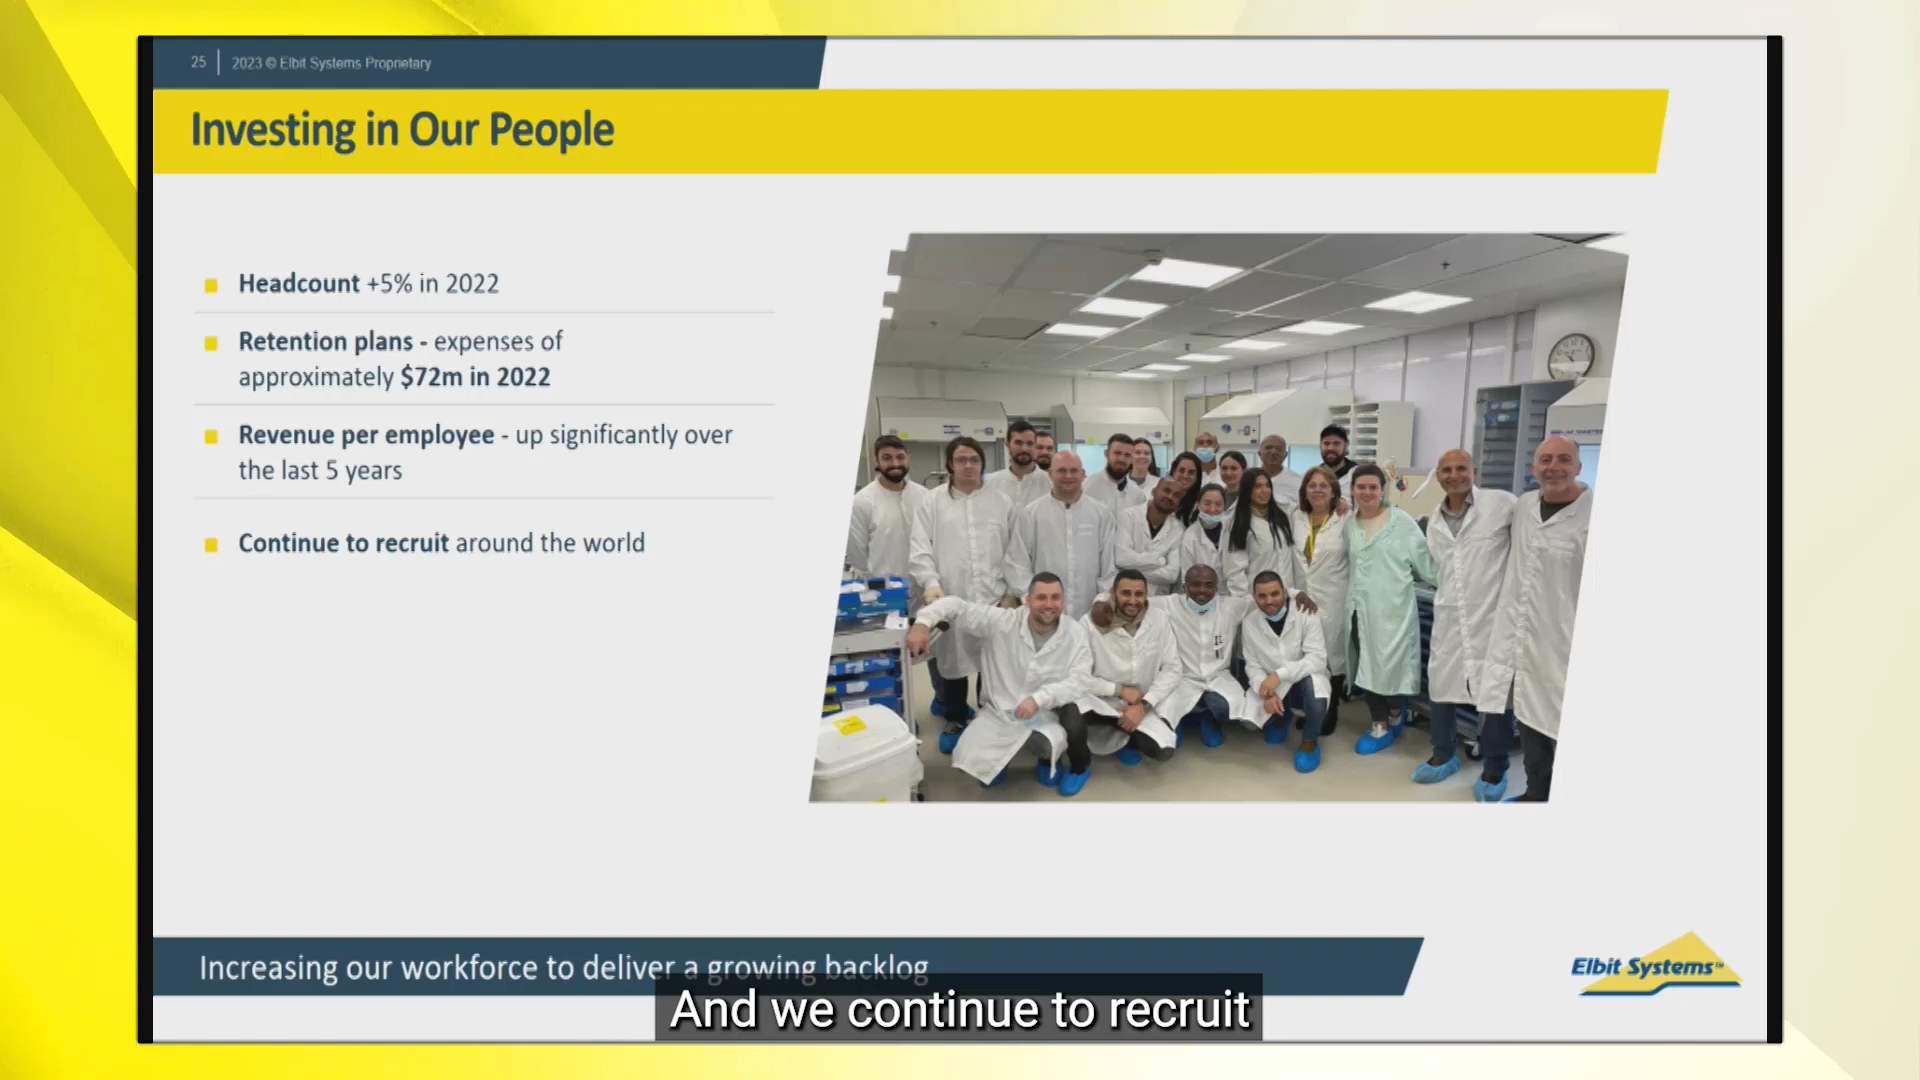 25 | 2023 © Elbit Systems Proprietary
Investing in Our People
Headcount +5% in 2022
Retention plans - expenses of
approximately $72m in 2022
Revenue per employee - up significantly over
the last 5 years
Continue to recruit around the world
Increasing our workforce to deliver a growing backlog
Elbit Systems™
And we continue to recruit